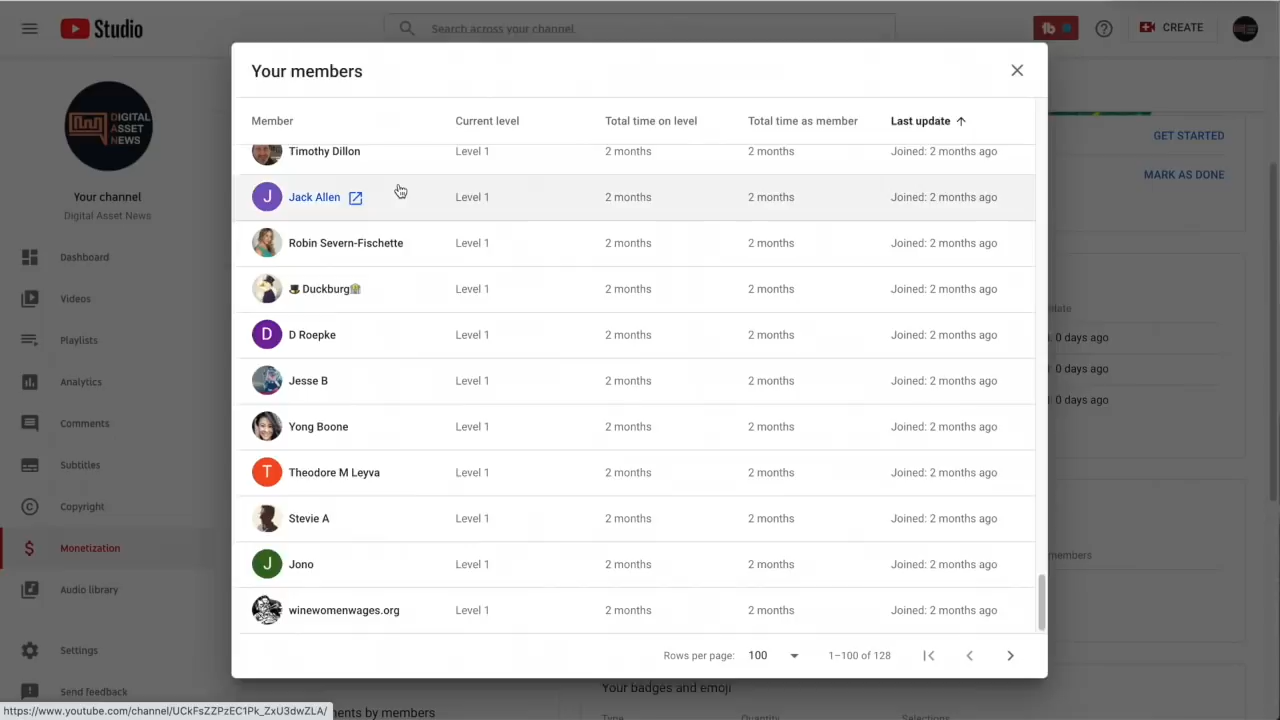 Studio
Search across your channel
CREATE
Your members
Member Current level Total time on level Total time as member Last update
Timothy Dillon Level 1 2 months 2 months Joined: 2 months ago
J Jack Allen Level 1 2 months 2 months Joined: 2 months ago
Robin Severn-Fischette Level 1 2 months 2 months Joined: 2 months ago
🎩Duckburg🏦 Level 1 2 months 2 months Joined: 2 months ago
D D Roepke Level 1 2 months 2 months Joined: 2 months ago
Jesse B Level 1 2 months 2 months Joined: 2 months ago
Yong Boone Level 1 2 months 2 months Joined: 2 months ago
T Theodore M Leyva Level 1 2 months 2 months Joined: 2 months ago
Stevie A Level 1 2 months 2 months Joined: 2 months ago
J Jono Level 1 2 months 2 months Joined: 2 months ago
winewomenwages.org Level 1 2 months 2 months Joined: 2 months ago
Rows per page: 100 1–100 of 128
DIGITAL
ASSET
NEWS
Your channel
Digital Asset News
Dashboard
Videos
Playlists
Analytics
Comments
Subtitles
Copyright
Monetization
Audio library
Settings
Send feedback
GET STARTED
MARK AS DONE
0 days ago
0 days ago
0 days ago
members
Your badges and emoji
Type Quantity Selections
by members
https://www.youtube.com/channel/UCkFsZZPzEC1Pk_ZxU3dwZLA/